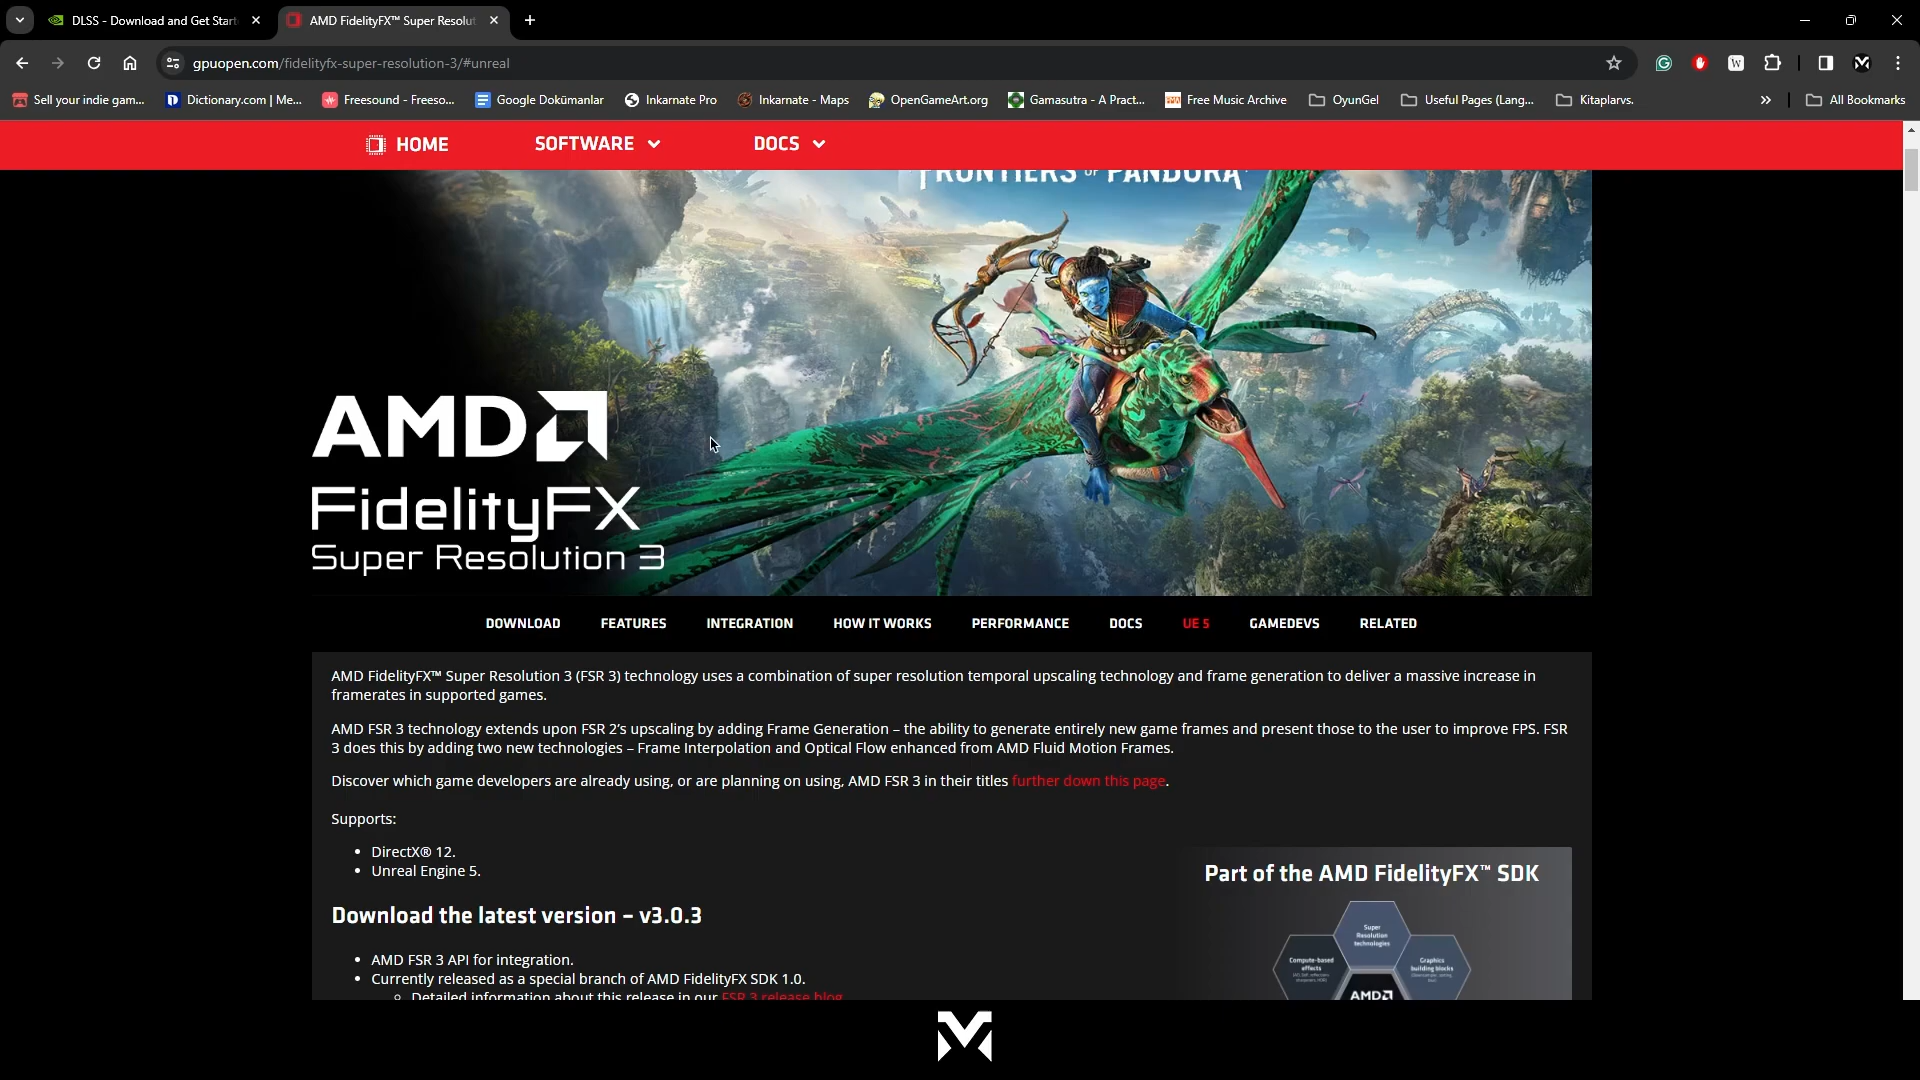 DLSS - Download and Get Start
AMD FidelityFX™ Super Resolut
gpuopen.com/fidelityfx-super-resolution-3/#unreal
Sell your indie gam...
Dictionary.com | Me...
Freesound - Freeso...
Google Dokümanlar
Inkarnate Pro
Inkarnate - Maps
OpenGameArt.org
Gamasutra - A Pract...
Free Music Archive
OyunGel
Useful Pages (Lang...
Kitaplarvs.
All Bookmarks
HOME
SOFTWARE
DOCS
FRONTIERS OF PANDORA
AMD
FidelityFX
Super Resolution 3
DOWNLOAD
FEATURES
INTEGRATION
HOW IT WORKS
PERFORMANCE
DOCS
UE 5
GAMEDEVS
RELATED
AMD FidelityFX™ Super Resolution 3 (FSR 3) technology uses a combination of super resolution temporal upscaling technology and frame generation to deliver a massive increase in
framerates in supported games.
AMD FSR 3 technology extends upon FSR 2's upscaling by adding Frame Generation – the ability to generate entirely new game frames and present those to the user to improve FPS. FSR
3 does this by adding two new technologies – Frame Interpolation and Optical Flow enhanced from AMD Fluid Motion Frames.
Discover which game developers are already using, or are planning on using, AMD FSR 3 in their titles further down this page.
Supports:
• DirectX® 12.
• Unreal Engine 5.
Download the latest version – v3.0.3
• AMD FSR 3 API for integration.
• Currently released as a special branch of AMD FidelityFX SDK 1.0.
Detailed information about this release in our FSR 3 release blog
Part of the AMD FidelityFX™ SDK
Super
Resolution
technologies
Compute-based
effects
Graphics
building blocks
AMD